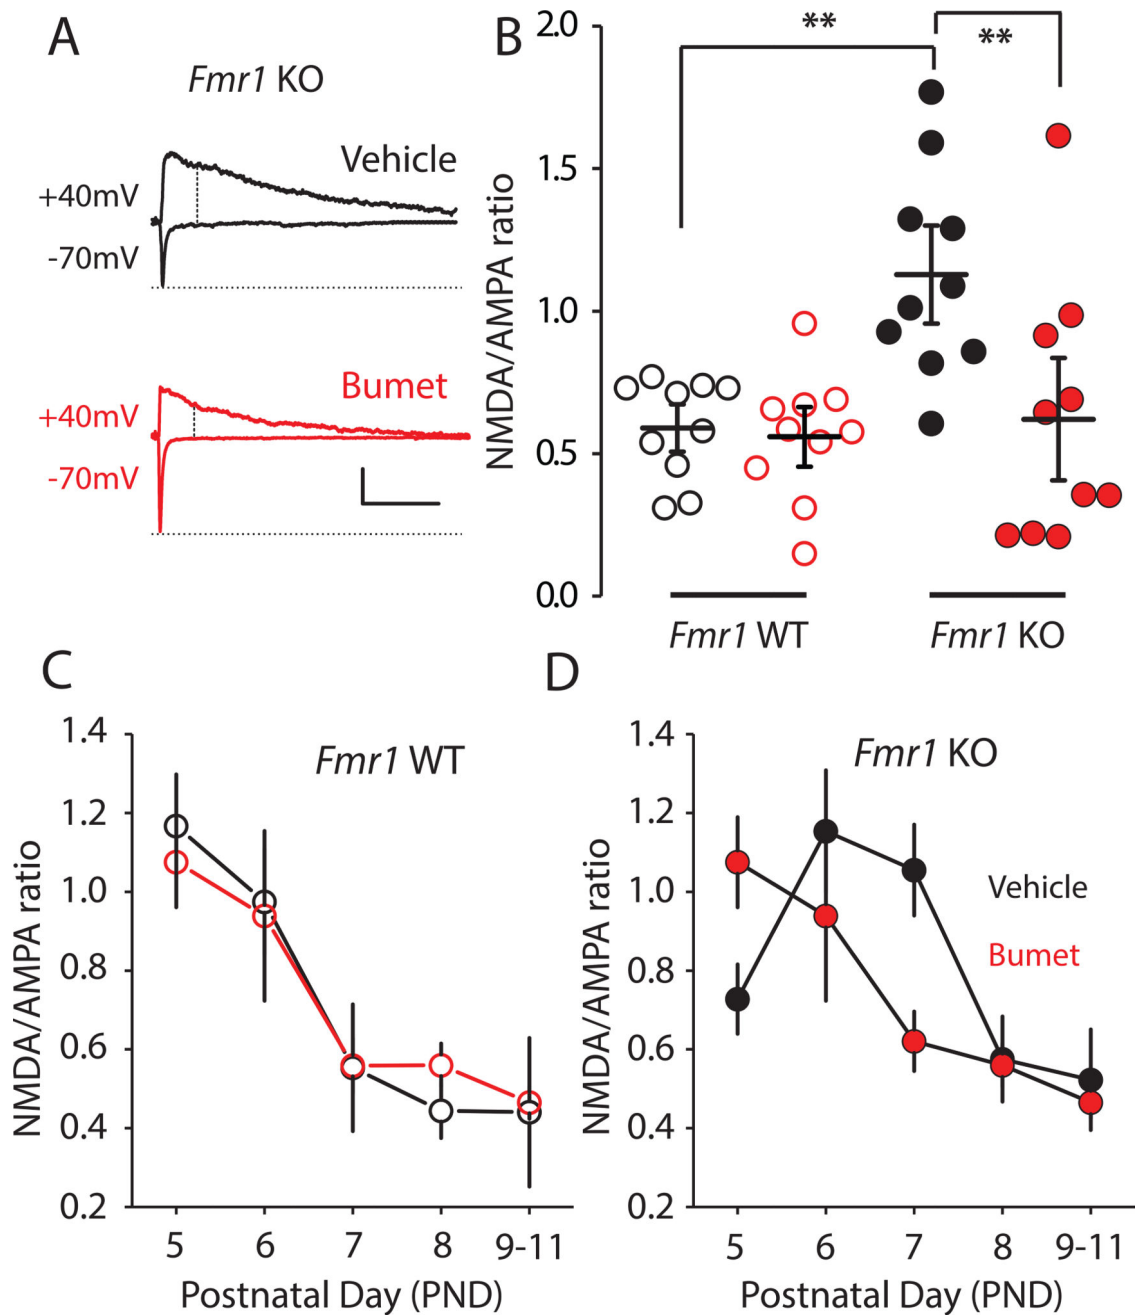 A
Fmr1 KO
Vehicle
+40mV
-70mV
Bumet
+40mV
-70mV
B
NMDA/AMPA ratio
2.0
1.5
1.0
0.5
0.0
**
**
Fmr1 WT
Fmr1 KO
C
Fmr1 WT
NMDA/AMPA ratio
1.4
1.2
1.0
0.8
0.6
0.4
0.2
5 6 7 8 9-11
Postnatal Day (PND)
D
Fmr1 KO
NMDA/AMPA ratio
1.4
1.2
1.0
0.8
0.6
0.4
0.2
Vehicle
Bumet
5 6 7 8 9-11
Postnatal Day (PND)